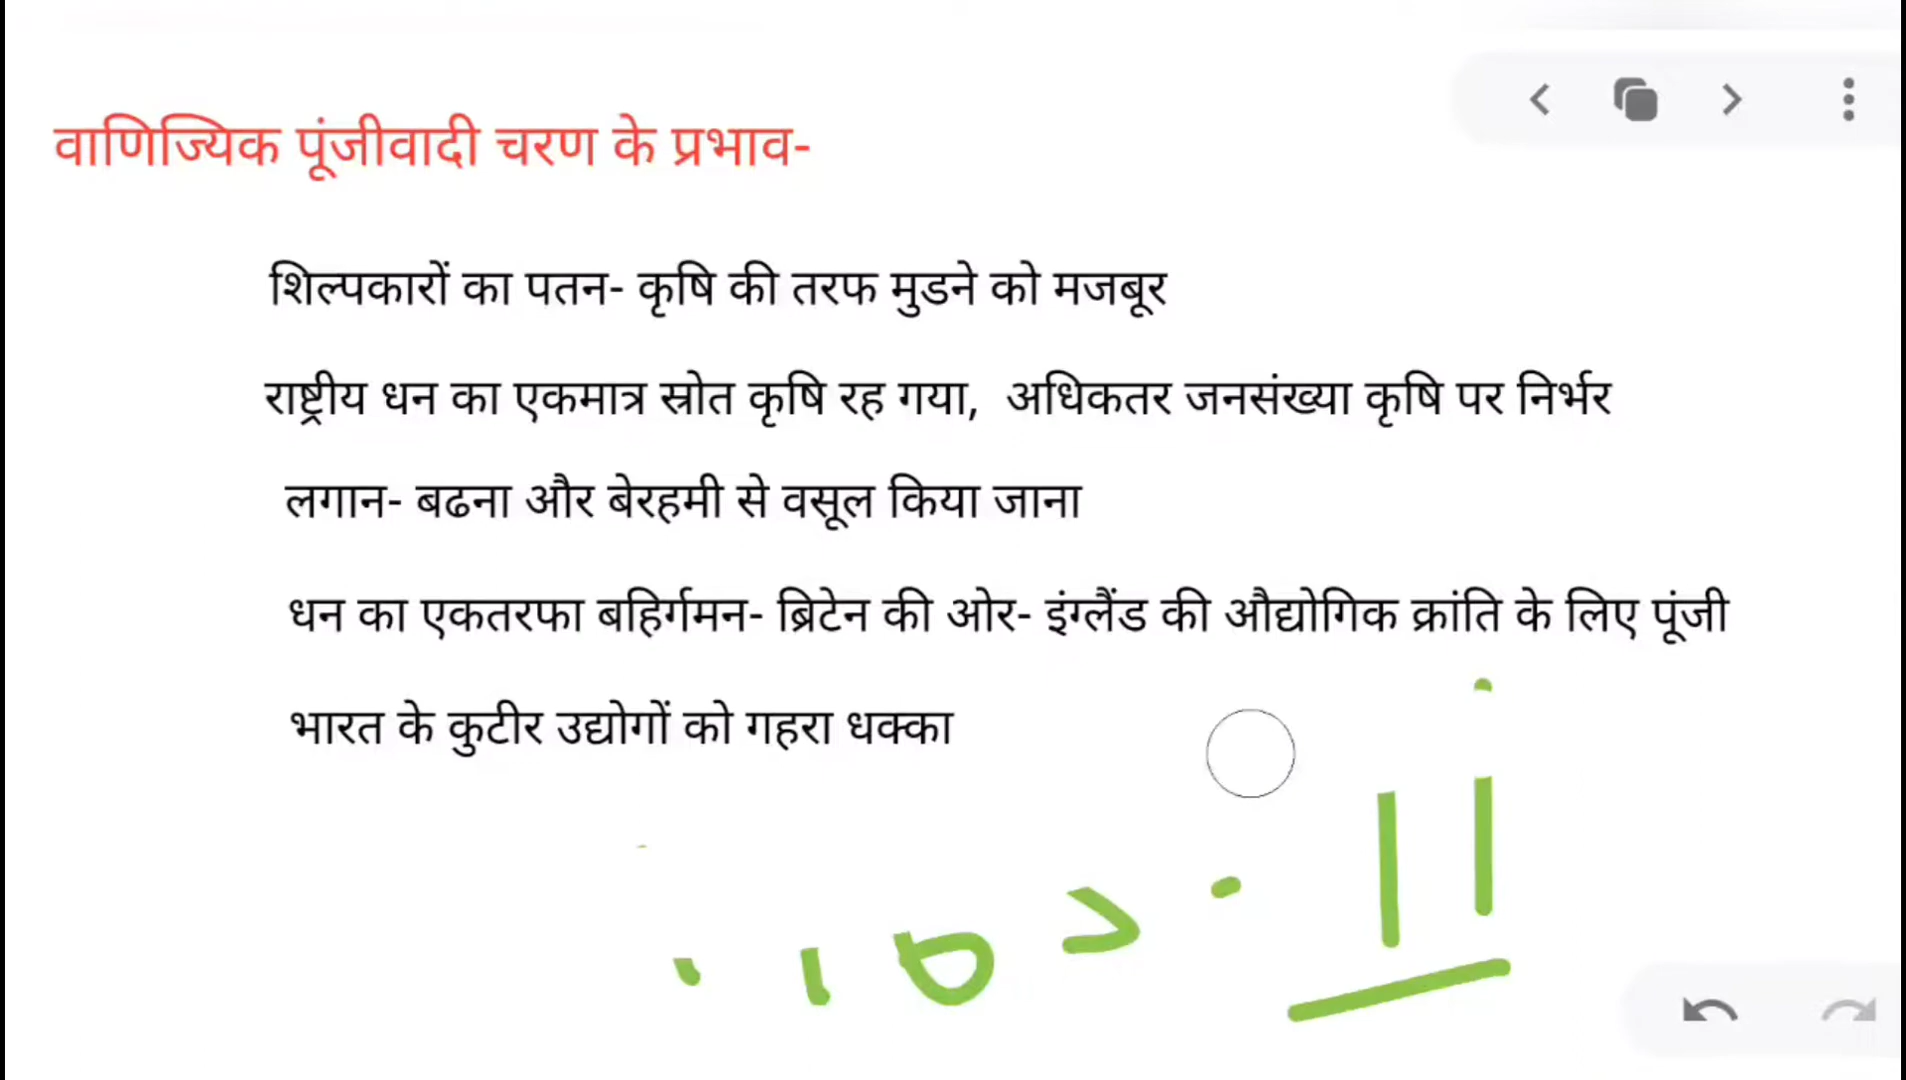 वाणिज्यिक पूंजीवादी चरण के प्रभाव-
शिल्पकारों का पतन- कृषि की तरफ मुडने को मजबूर
राष्ट्रीय धन का एकमात्र स्रोत कृषि रह गया, अधिकतर जनसंख्या कृषि पर निर्भर
लगान- बढना और बेरहमी से वसूल किया जाना
धन का एकतरफा बहिर्गमन- ब्रिटेन की ओर- इंग्लैंड की औद्योगिक क्रांति के लिए पूंजी
भारत के कुटीर उद्योगों को गहरा धक्का